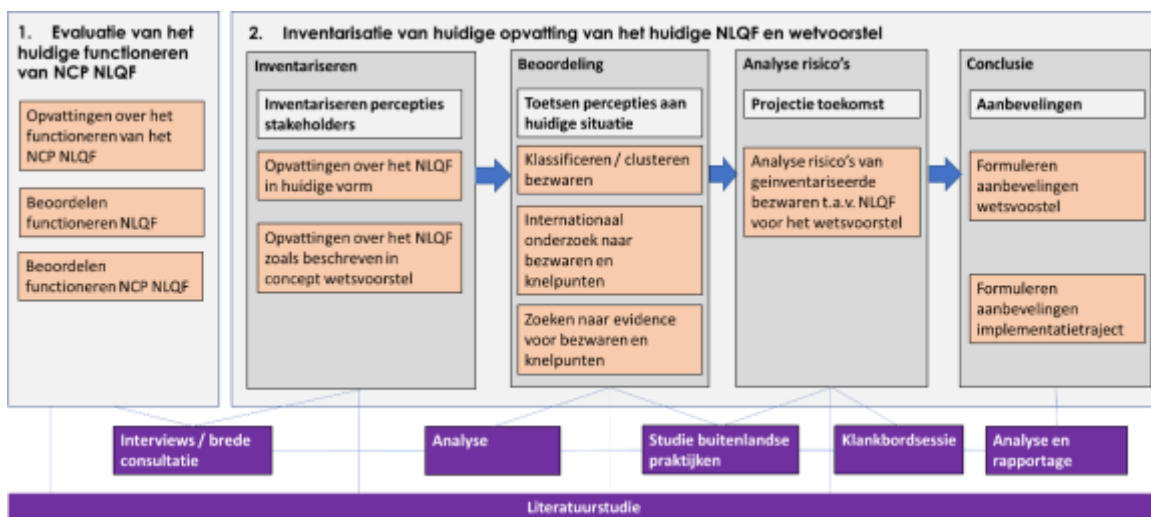 1. Evaluatie van het
huidige functioneren
van NCP NLQF
Opvattingen over het
functioneren van het
NCP NLQF
Beoordelen
functioneren NLQF
Beoordelen
functioneren NCP NLQF
2. Inventarisatie van huidige opvatting van het huidige NLQF en wetvoorstel
Inventariseren
Inventariseren percepties
stakeholders
Opvattingen over het NLQF
in huidige vorm
Opvattingen over het NLQF
zoals beschreven in
concept wetsvoorstel
Beoordeling
Toetsen percepties aan
huidige situatie
Klassificeren / clusteren
bezwaren
Internationaal
onderzoek naar
bezwaren en
knelpunten
Zoeken naar evidence
voor bezwaren en
knelpunten
Analyse risico's
Projectie toekomst
Analyse risico's van
geinventariseerde
bezwaren t.a.v. NLQF
voor het wetsvoorstel
Conclusie
Aanbevelingen
Formuleren
aanbevelingen
wetsvoostel
Formuleren
aanbevelingen
implementatietraject
Interviews / brede
consultatie
Analyse
Studie buitenlandse
praktijken
Klankbordsessie
Analyse en
rapportage
Literatuurstudie